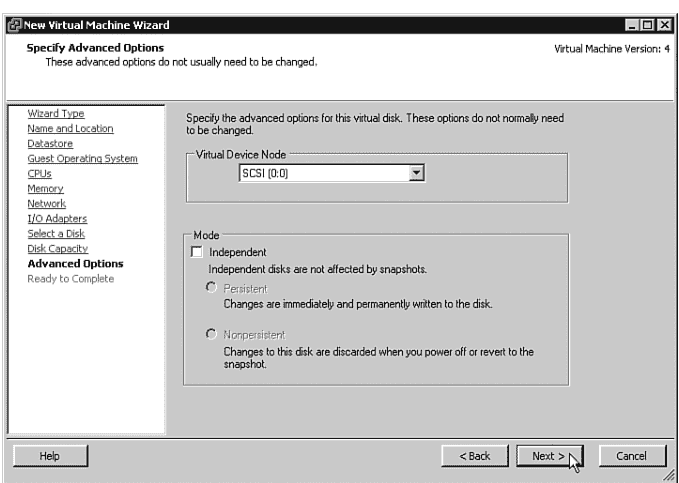 New Virtual Machine Wizard
Specify Advanced Options
These advanced options do not usually need to be changed.
Virtual Machine Version: 4
Wizard Type
Name and Location
Datastore
Guest Operating System
CPUs
Memory
Network
I/O Adapters
Select a Disk
Disk Capacity
Advanced Options
Ready to Complete
Specify the advanced options for this virtual disk. These options do not normally need
to be changed.
Virtual Device Node
SCSI (0:0)
Mode
Independent
Independent disks are not affected by snapshots.
Persistent
Changes are immediately and permanently written to the disk.
Nonpersistent
Changes to this disk are discarded when you power off or revert to the
snapshot.
Help
< Back
Next >
Cancel